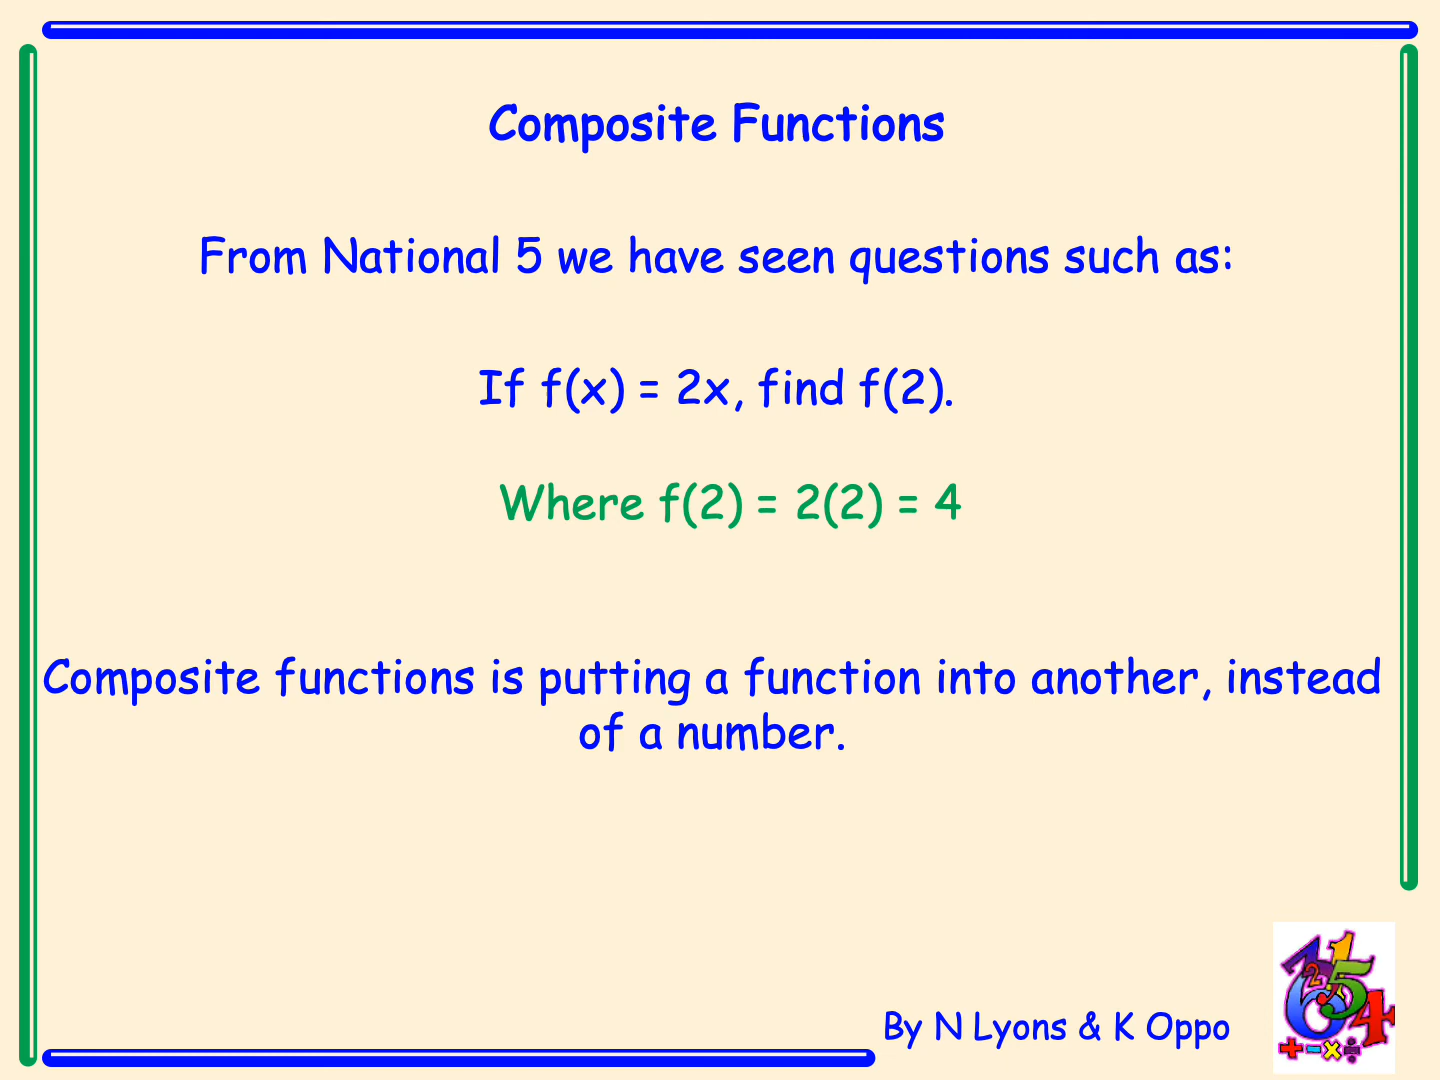 Composite Functions
From National 5 we have seen questions such as:
If f(x) = 2x, find f(2).
Where f(2) = 2(2) = 4
Composite functions is putting a function into another, instead
of a number.
By N Lyons & K Oppo